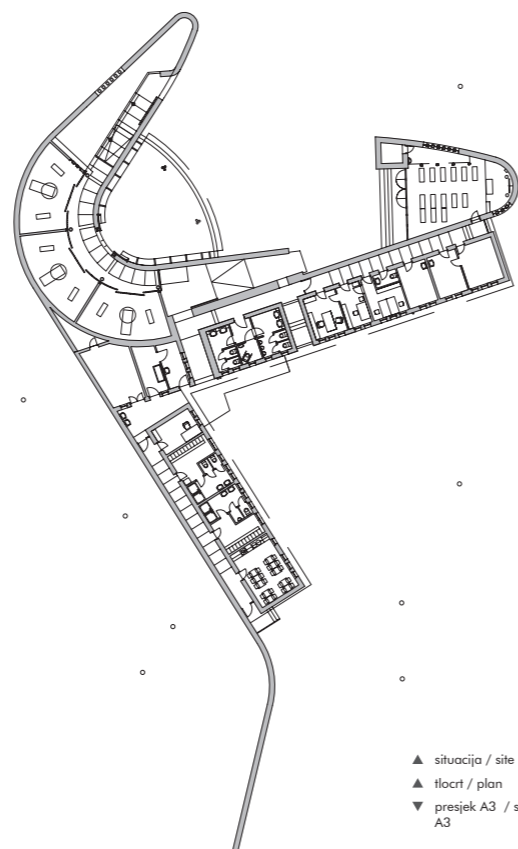 ▲ situacija / site
▲ tlocrt / plan
▼ presjek A3 / s
A3